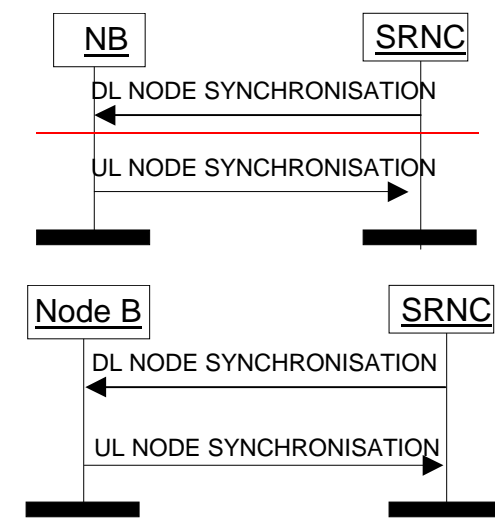 NB SRNC
DL NODE SYNCHRONISATION
UL NODE SYNCHRONISATION
Node B SRNC
DL NODE SYNCHRONISATION
UL NODE SYNCHRONISATION